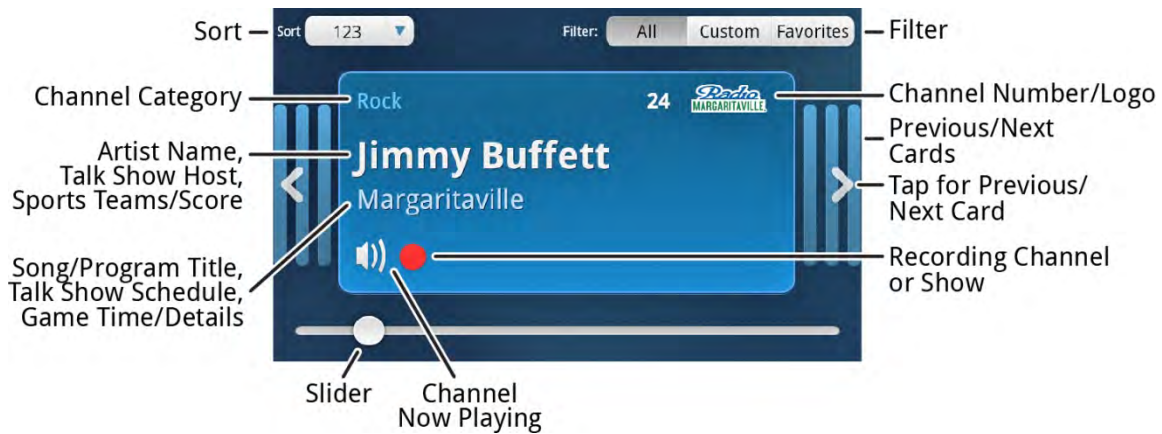 Sort
Sort
123
Filter:
All
Custom
Favorites
Filter
Channel Category
Rock
24
Radio
MARGARITAVILLE
Channel Number/Logo
Artist Name,
Talk Show Host,
Sports Teams/Score
Jimmy Buffett
Previous/Next
Cards
Margaritaville
Tap for Previous/
Next Card
Song/Program Title,
Talk Show Schedule,
Game Time/Details
Recording Channel
or Show
Slider
Channel
Now Playing